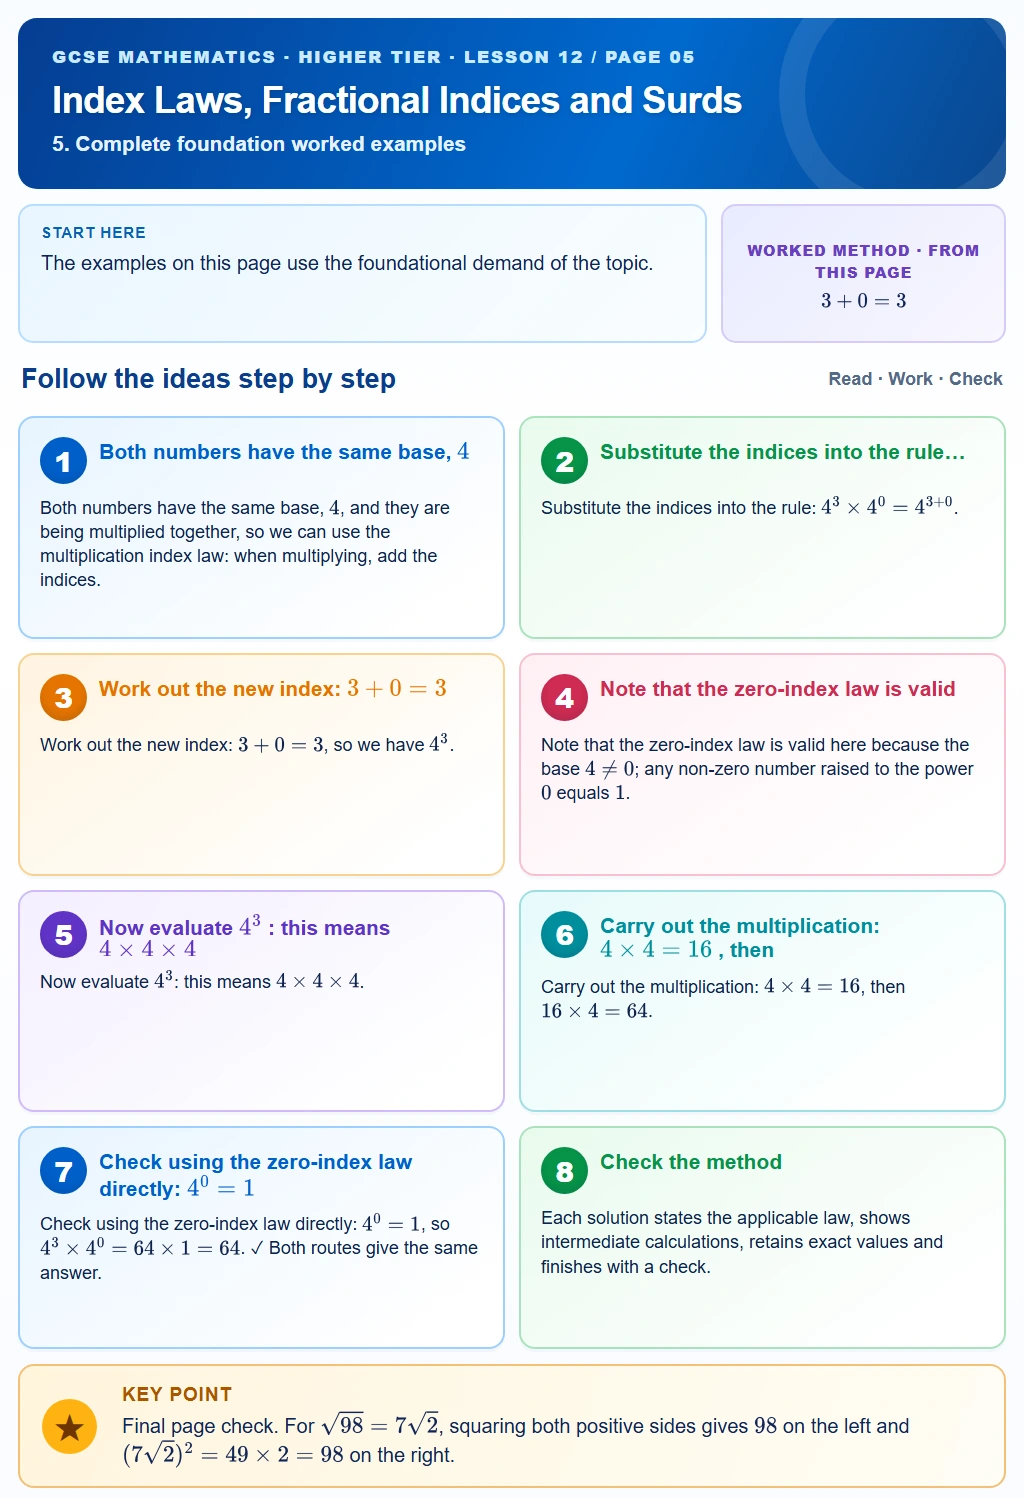 GCSE MATHEMATICS · HIGHER TIER · LESSON 12 / PAGE 05
Index Laws, Fractional Indices and Surds
5. Complete foundation worked examples
START HERE
The examples on this page use the foundational demand of the topic.
WORKED METHOD · FROM
THIS PAGE
3 + 0 = 3
Follow the ideas step by step
Read · Work · Check
1
Both numbers have the same base, 4
Both numbers have the same base, 4, and they are
being multiplied together, so we can use the
multiplication index law: when multiplying, add the
indices.
2
Substitute the indices into the rule…
Substitute the indices into the rule: 4³ × 4⁰ = 4³⁺⁰.
3
Work out the new index: 3 + 0 = 3
Work out the new index: 3 + 0 = 3, so we have 4³.
4
Note that the zero-index law is valid
Note that the zero-index law is valid here because the
base 4 ≠ 0; any non-zero number raised to the power
0 equals 1.
5
Now evaluate 4³ : this means
4 × 4 × 4
Now evaluate 4³: this means 4 × 4 × 4.
6
Carry out the multiplication:
4 × 4 = 16 , then
Carry out the multiplication: 4 × 4 = 16, then
16 × 4 = 64.
7
Check using the zero-index law
directly: 4⁰ = 1
Check using the zero-index law directly: 4⁰ = 1, so
4³ × 4⁰ = 64 × 1 = 64. ✓ Both routes give the same
answer.
8
Check the method
Each solution states the applicable law, shows
intermediate calculations, retains exact values and
finishes with a check.
★
KEY POINT
Final page check. For √98 = 7√2, squaring both positive sides gives 98 on the left and
(7√2)² = 49 × 2 = 98 on the right.